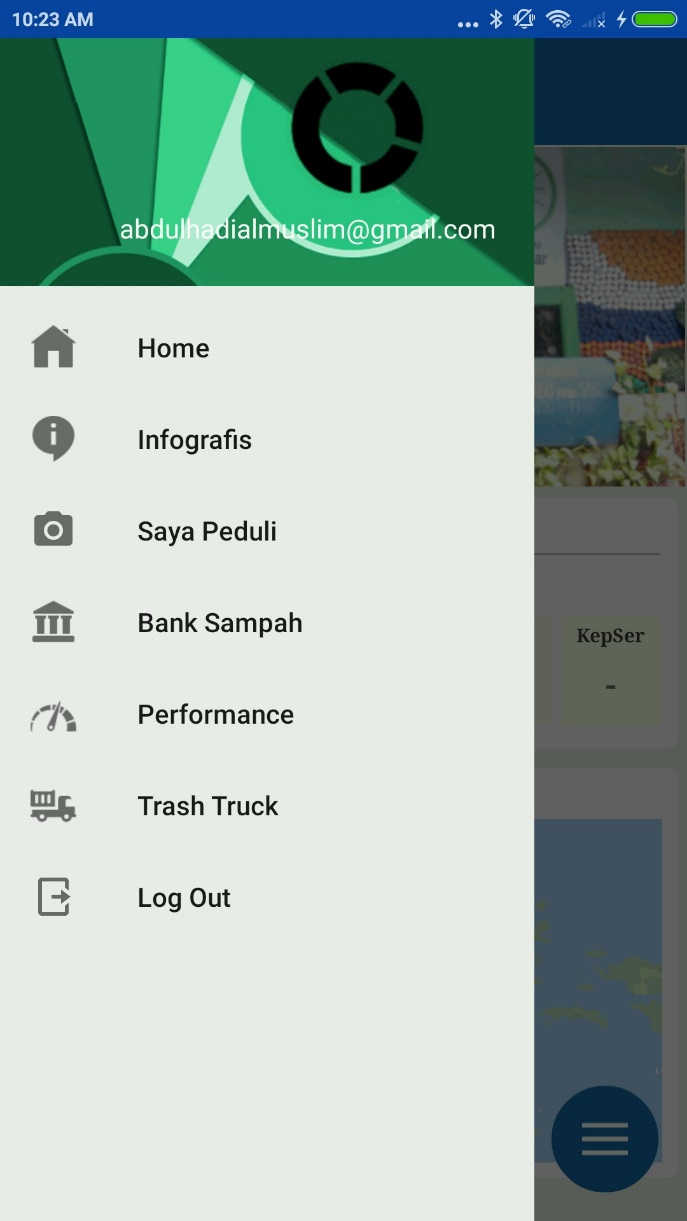 10:23 AM
abdulhadialmuslim@gmail.com
Home
Infografis
Saya Peduli
Bank Sampah
Performance
Trash Truck
Log Out
KepSer
-